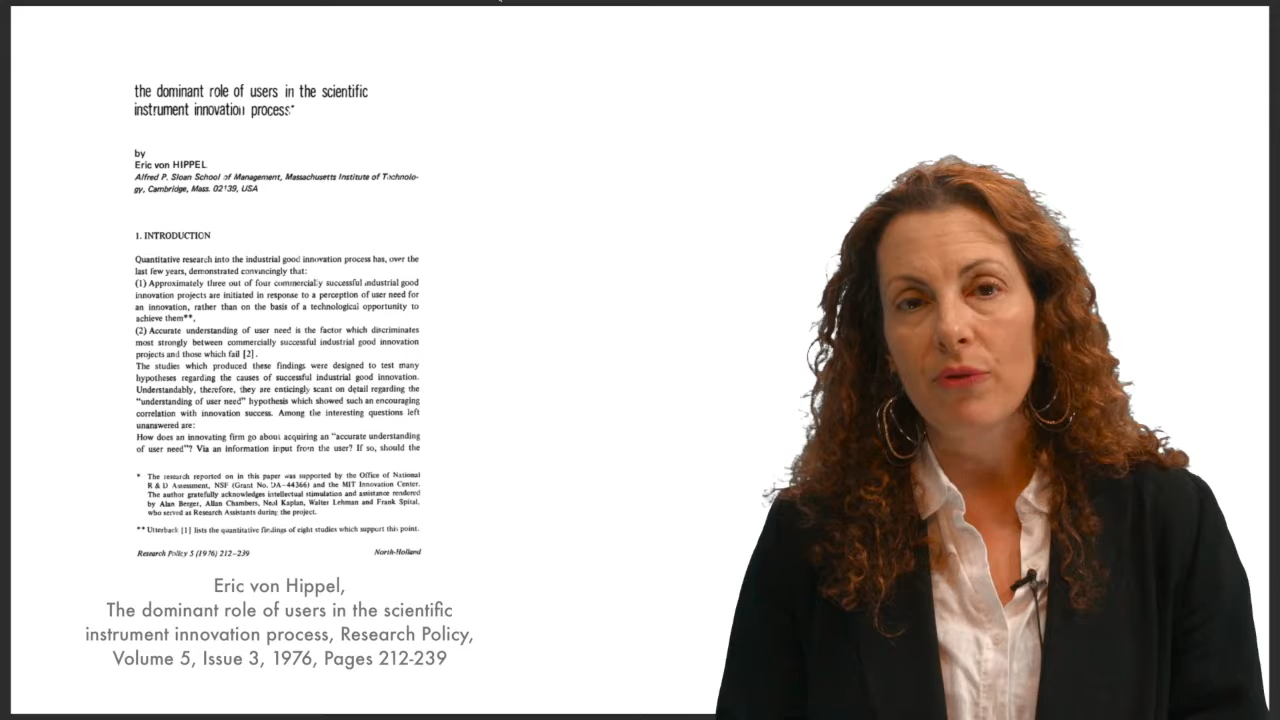 the dominant role of users in the scientific
instrument innovation process*
by
Eric von HIPPEL
Alfred P. Sloan School of Management, Massachusetts Institute of Technolo-
gy, Cambridge, Mass. 02139, USA
1. INTRODUCTION
Quantitative research into the industrial good innovation process has, over the
last few years, demonstrated convincingly that:
(1) Approximately three out of four commercially successful industrial good
innovation projects are initiated in response to a perception of user need for
an innovation, rather than on the basis of a technological opportunity to
achieve them**,
(2) Accurate understanding of user need is the factor which discriminates
most strongly between commercially successful industrial good innovation
projects and those which fail [2].
The studies which produced these findings were designed to test many
hypotheses regarding the causes of successful industrial good innovation.
Understandably, therefore, they are enticingly scant on detail regarding the
"understanding of user need" hypothesis which showed such an encouraging
correlation with innovation success. Among the interesting questions left
unanswered are:
How does an innovating firm go about acquiring an "accurate understanding
of user need"? Via an information input from the user? If so, should the
* The research reported on in this paper was supported by the Office of National
R & D Assessment, NSF (Grant No. DA-44366) and the MIT Innovation Center.
The author gratefully acknowledges intellectual stimulation and assistance rendered
by Alan Berger, Allan Chambers, Neal Kaplan, Walter Lehman and Frank Spital,
who served as Research Assistants during the project.
** Utterback [1] lists the quantitative findings of eight studies which support this point.
Research Policy 5 (1976) 212-239 North-Holland
Eric von Hippel,
The dominant role of users in the scientific
instrument innovation process, Research Policy,
Volume 5, Issue 3, 1976, Pages 212-239